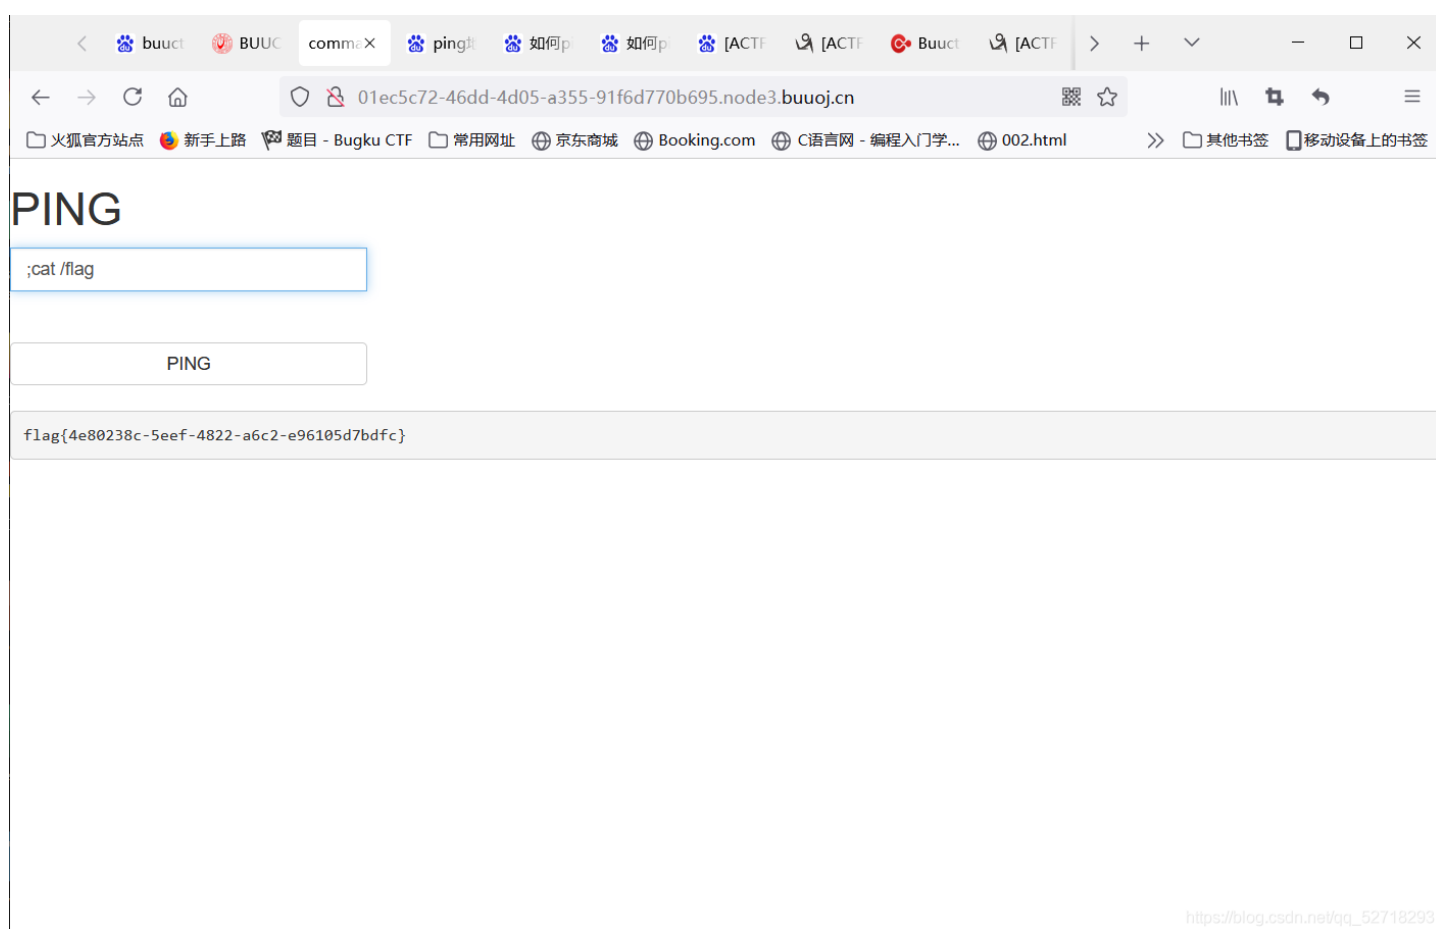 buuct BUUC comma ping如何p 如何p [ACTF [ACTF Buuct [ACTF
01ec5c72-46dd-4d05-a355-91f6d770b695.node3.buuoj.cn
火狐官方站点 新手上路 题目 - Bugku CTF 常用网址 京东商城 Booking.com C语言网 - 编程入门学... 002.html 其他书签 移动设备上的书签
PING
;cat /flag
PING
flag{4e80238c-5eef-4822-a6c2-e96105d7bdfc}
https://blog.csdn.net/qq_52718293